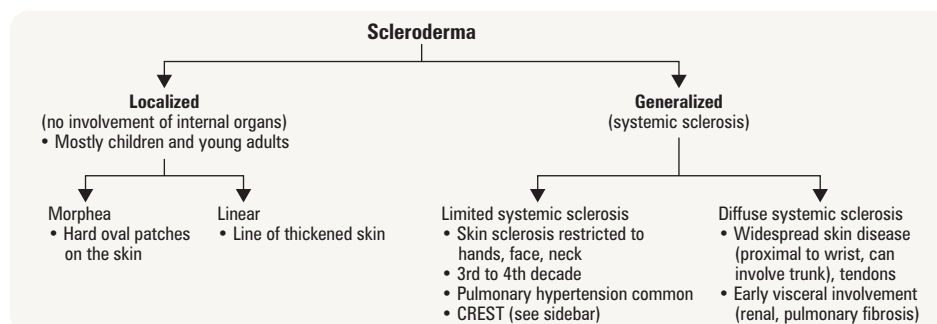 Scleroderma
Localized
(no involvement of internal organs)
• Mostly children and young adults
Generalized
(systemic sclerosis)
Morphea
• Hard oval patches
on the skin
Linear
• Line of thickened skin
Limited systemic sclerosis
• Skin sclerosis restricted to
hands, face, neck
• 3rd to 4th decade
• Pulmonary hypertension common
• CREST (see sidebar)
Diffuse systemic sclerosis
• Widespread skin disease
(proximal to wrist, can
involve trunk), tendons
• Early visceral involvement
(renal, pulmonary fibrosis)